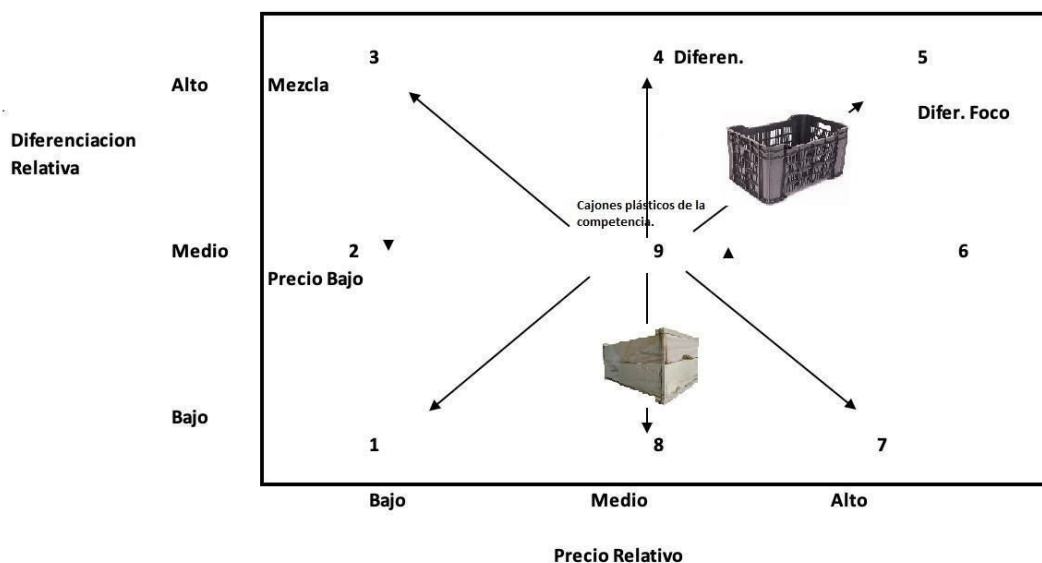 3 4 Diferen. 5
Alto Mezcla
Difer. Foco
Diferenciacion
Relativa
Cajones plásticos de la
competencia.
Medio 2 9 6
Precio Bajo
Bajo
1 8 7
Bajo Medio Alto
Precio Relativo